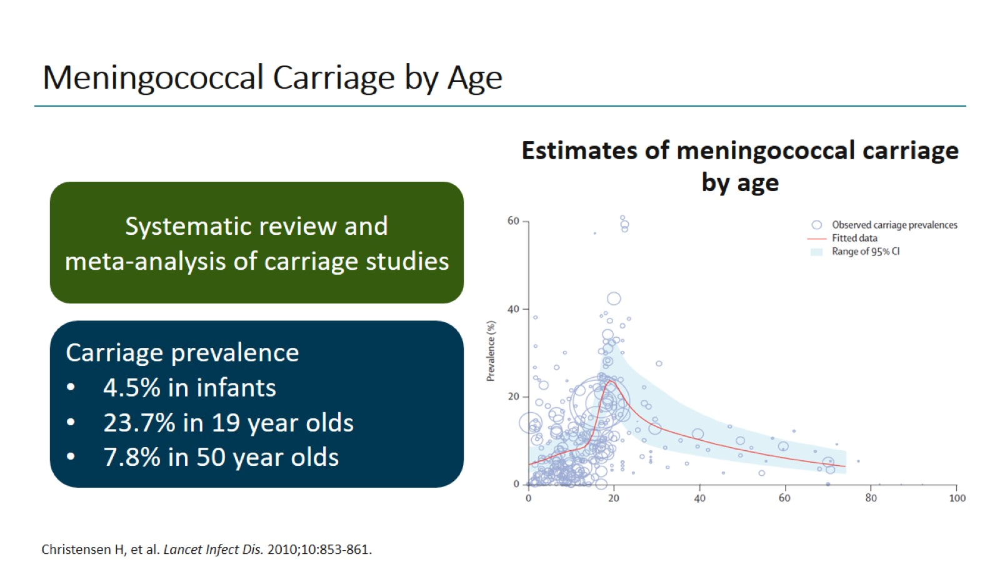 Meningococcal Carriage by Age
Systematic review and
meta-analysis of carriage studies
Carriage prevalence
• 4.5% in infants
• 23.7% in 19 year olds
• 7.8% in 50 year olds
Estimates of meningococcal carriage
by age
Observed carriage prevalences
Fitted data
Range of 95% CI
Prevalence (%)
60
40
20
0
0 20 40 60 80 100
Christensen H, et al. Lancet Infect Dis. 2010;10:853-861.